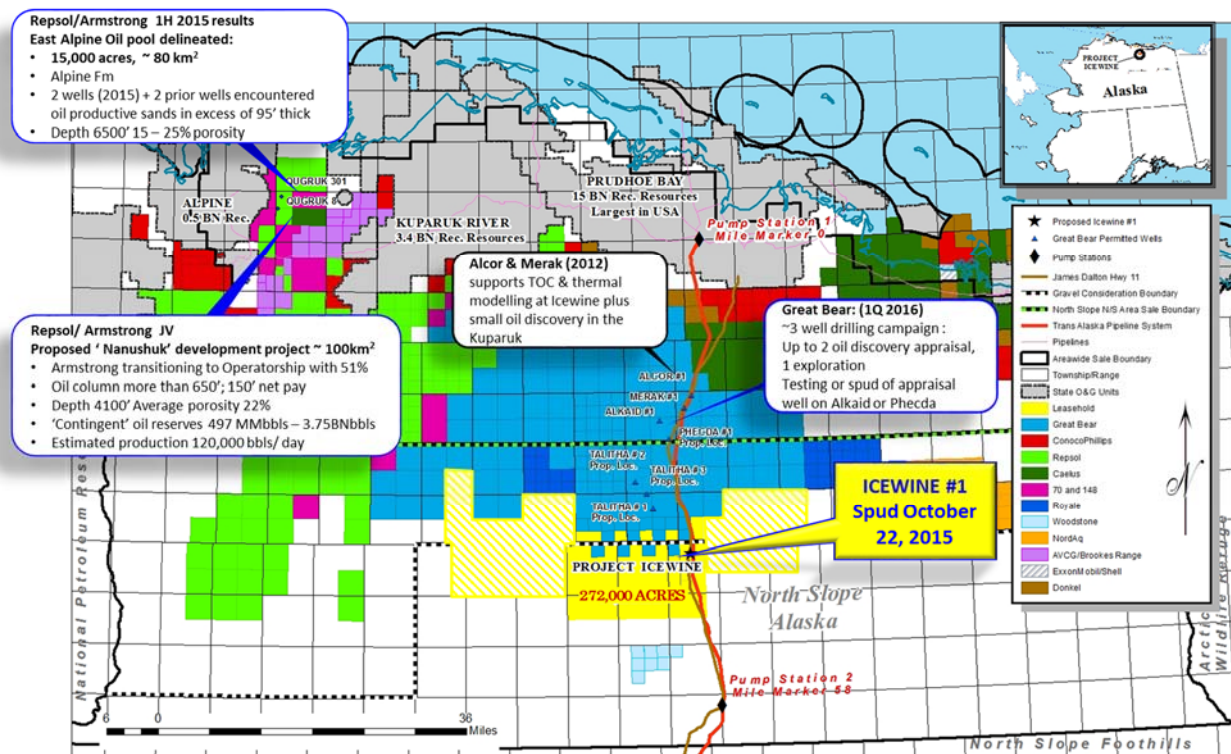 Repsol/Armstrong 1H 2015 results
East Alpine Oil pool delineated:
• 15,000 acres, ~ 80 km²
• Alpine Fm
• 2 wells (2015) + 2 prior wells encountered
oil productive sands in excess of 95' thick
• Depth 6500' 15 – 25% porosity
PROJECT
ICEWINE
Alaska
QUGRUK 301
QUGRUK 8
ALPINE
0.5 BN Rec.
KUPARUK RIVER
3.4 BN Rec. Resources
PRUDHOE BAY
15 BN Rec. Resources
Largest in USA
Pump Station 1
Mile Marker 0
Alcor & Merak (2012)
supports TOC & thermal
modelling at Icewine plus
small oil discovery in the
Kuparuk
Great Bear: (1Q 2016)
~3 well drilling campaign :
Up to 2 oil discovery appraisal,
1 exploration
Testing or spud of appraisal
well on Alkaid or Phecda
Repsol/ Armstrong JV
Proposed ‘ Nanushuk’ development project ~ 100km²
• Armstrong transitioning to Operatorship with 51%
• Oil column more than 650'; 150' net pay
• Depth 4100' Average porosity 22%
• ‘Contingent’ oil reserves 497 MMbbls – 3.75BNbbls
• Estimated production 120,000 bbls/ day
ALCOR #1
MERAK #1
ALKAID #1
PHECDA #1
Prop. Loc.
TALITHA # 2
Prop. Loc.
TALITHA # 3
Prop. Loc.
TALITHA # 1
Prop. Loc.
ICEWINE #1
Spud October
22, 2015
PROJECT ICEWINE
272,000 ACRES
North Slope
Alaska
Pump Station 2
Mile Marker 58
National Petroleum Rese
Arctic
Wildlife Refuge
North Slope Foothills
6 0 36
Miles
Proposed Icewine #1
Great Bear Permitted Wells
Pump Stations
James Dalton Hwy 11
Gravel Consideration Boundary
North Slope N/S Area Sale Boundary
Trans Alaska Pipeline System
Pipelines
Areawide Sale Boundary
Township/Range
State O&G Units
Leasehold
Great Bear
ConocoPhillips
Repsol
Caelus
70 and 148
Royale
Woodstone
NordAq
AVCG/Brookes Range
ExxonMobil/Shell
Donkel
N